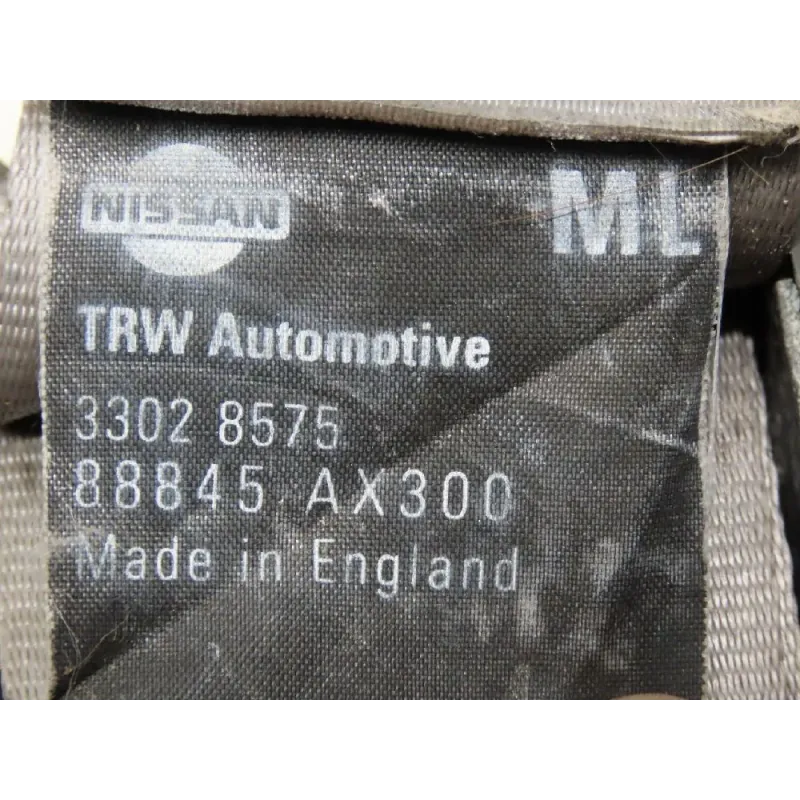 NISSAN
ML
TRW Automotive
3302 8575
88845 AX300
Made in England